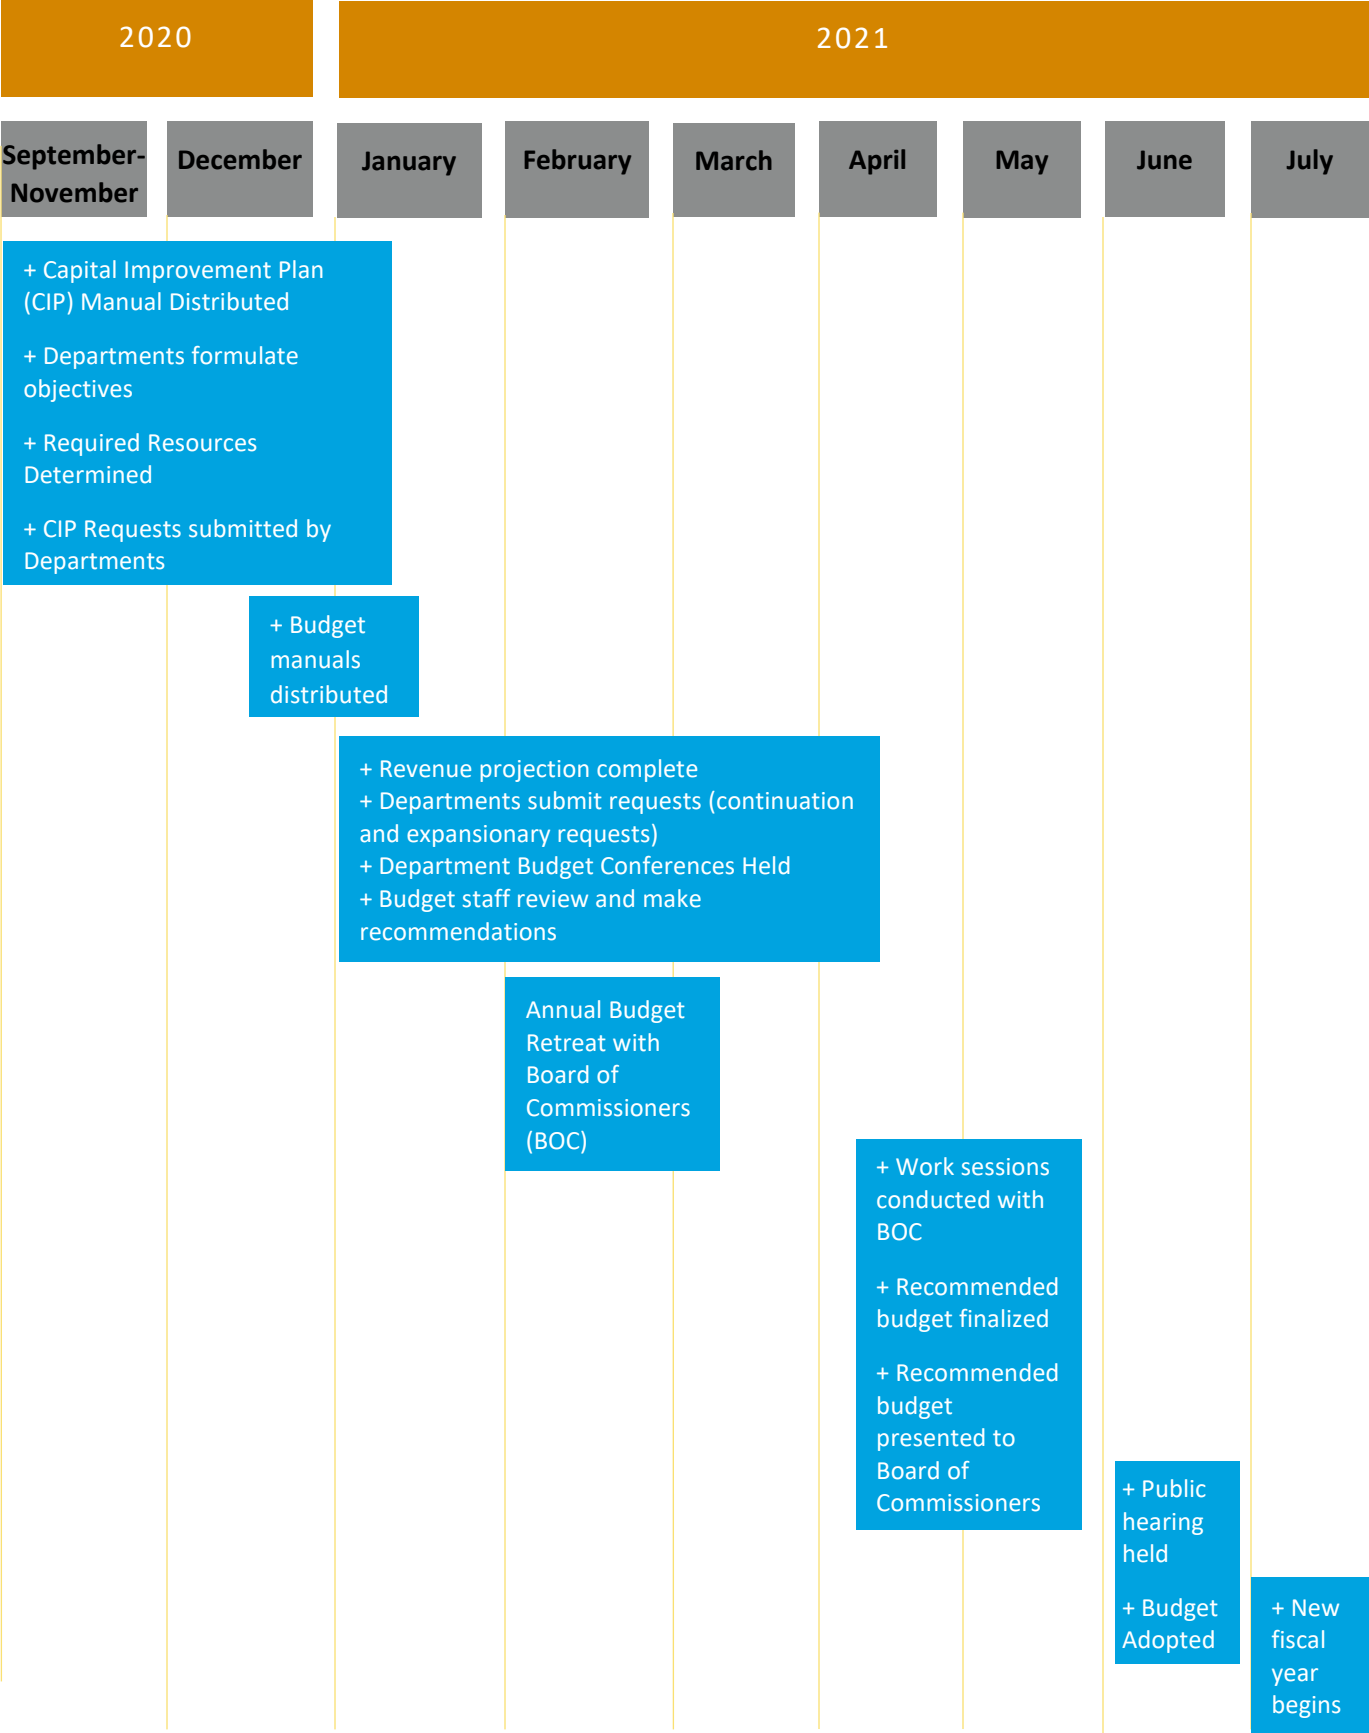 2020
2021
September-
November
December
January
February
March
April
May
June
July
+ Capital Improvement Plan
(CIP) Manual Distributed
+ Departments formulate
objectives
+ Required Resources
Determined
+ CIP Requests submitted by
Departments
+ Budget
manuals
distributed
+ Revenue projection complete
+ Departments submit requests (continuation
and expansionary requests)
+ Department Budget Conferences Held
+ Budget staff review and make
recommendations
Annual Budget
Retreat with
Board of
Commissioners
(BOC)
+ Work sessions
conducted with
BOC
+ Recommended
budget finalized
+ Recommended
budget
presented to
Board of
Commissioners
+ Public
hearing
held
+ Budget
Adopted
+ New
fiscal
year
begins